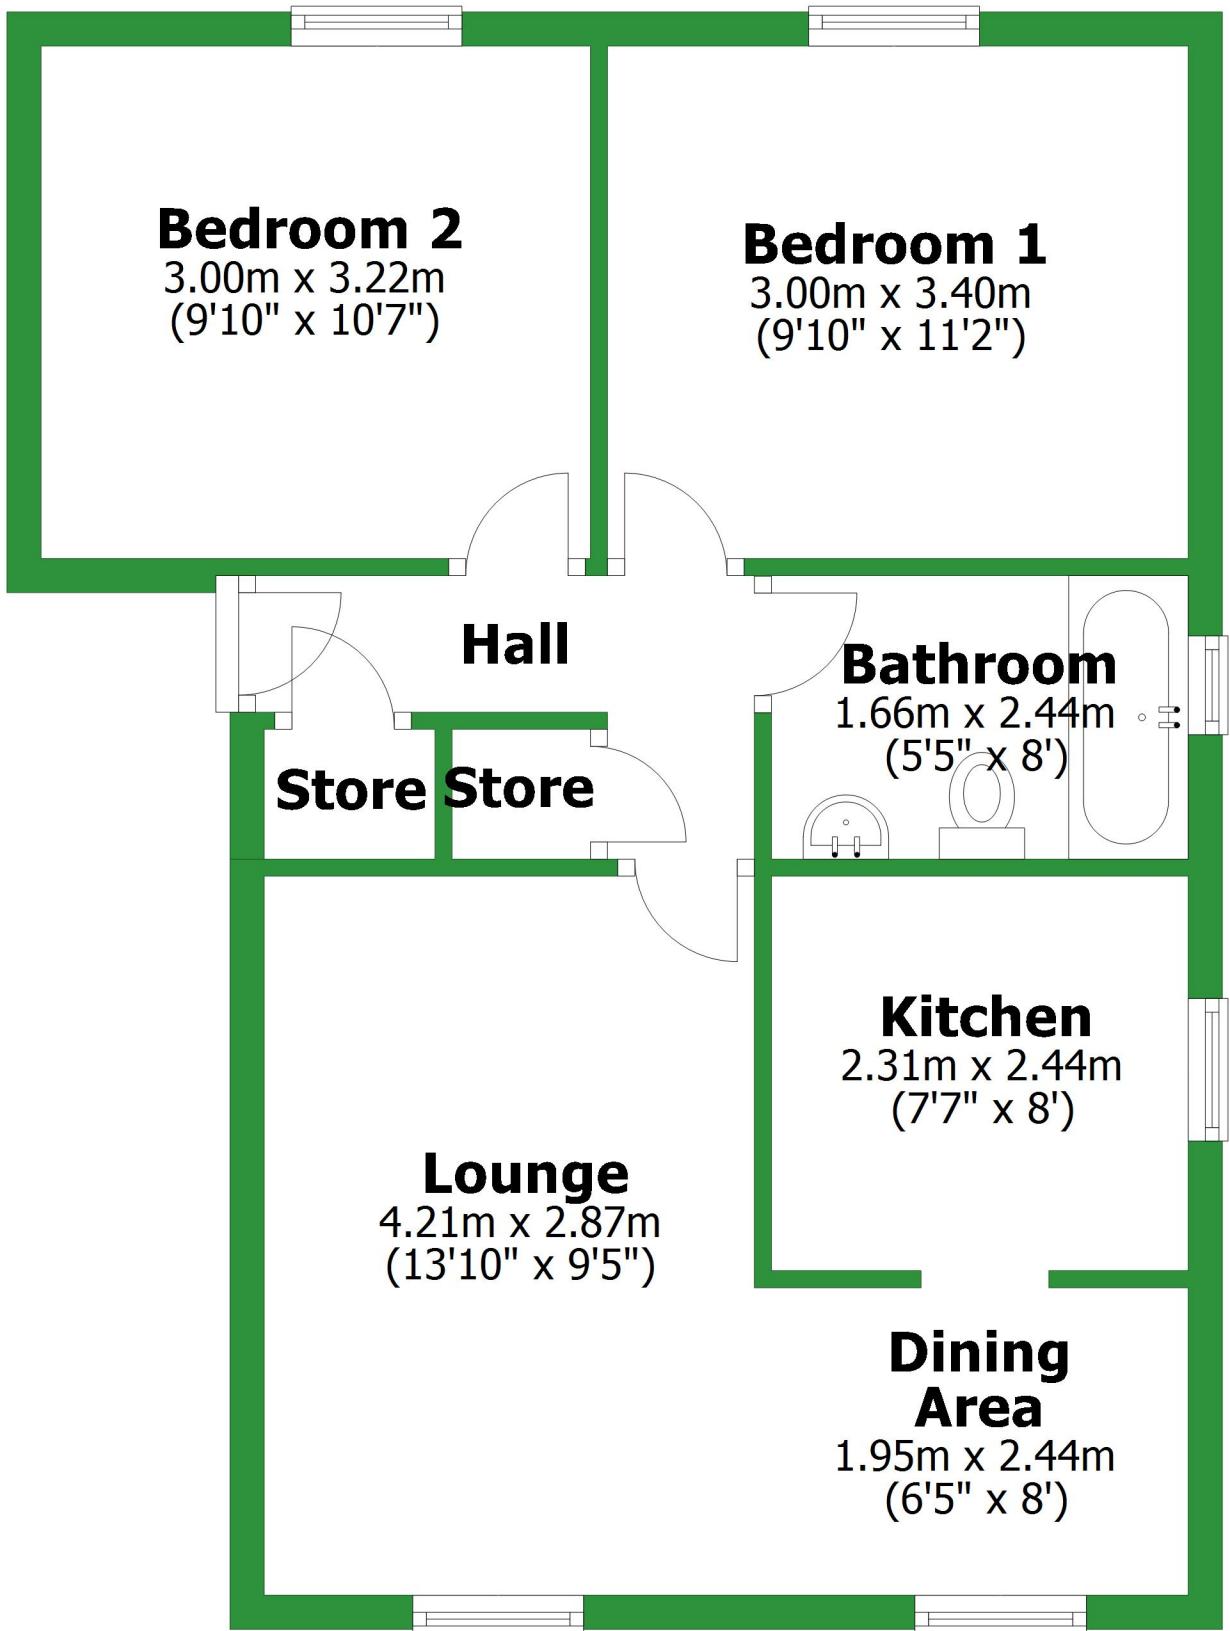 Bedroom 2
3.00m x 3.22m
(9'10" x 10'7")
Bedroom 1
3.00m x 3.40m
(9'10" x 11'2")
Hall
Bathroom
1.66m x 2.44m
(5'5" x 8')
Store
Store
Kitchen
2.31m x 2.44m
(7'7" x 8')
Lounge
4.21m x 2.87m
(13'10" x 9'5")
Dining
Area
1.95m x 2.44m
(6'5" x 8')